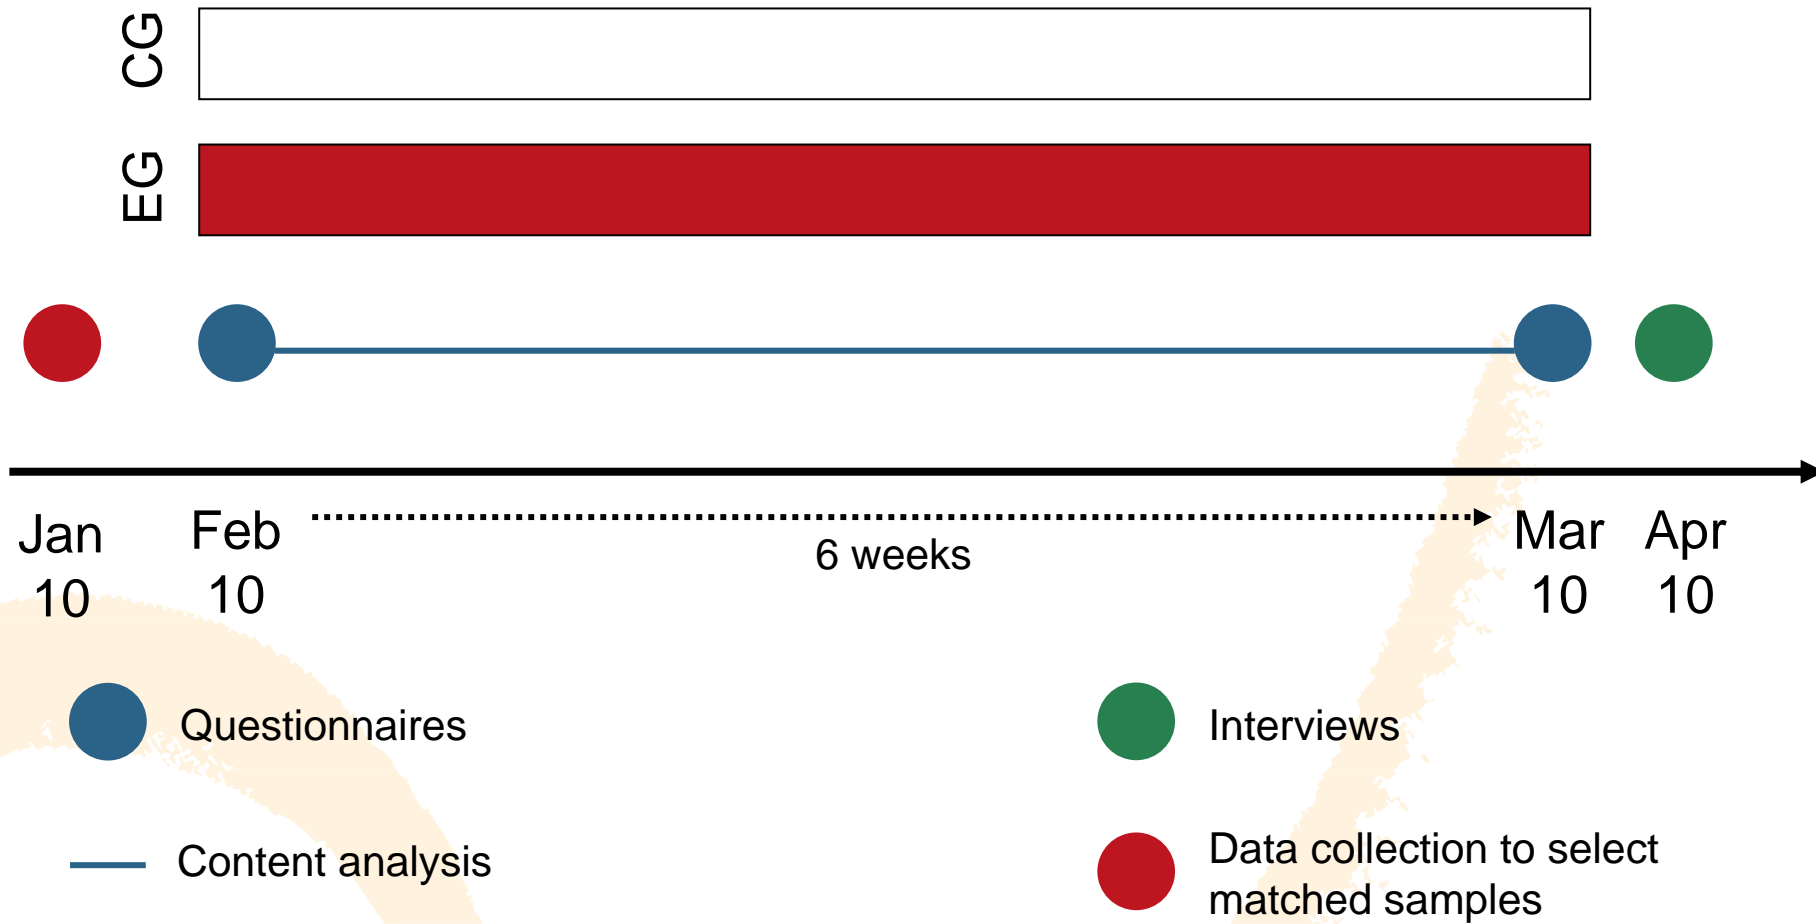 CG
EG
Jan
10
Feb
10
6 weeks
Mar
10
Apr
10
Questionnaires
Interviews
Content analysis
Data collection to select
matched samples